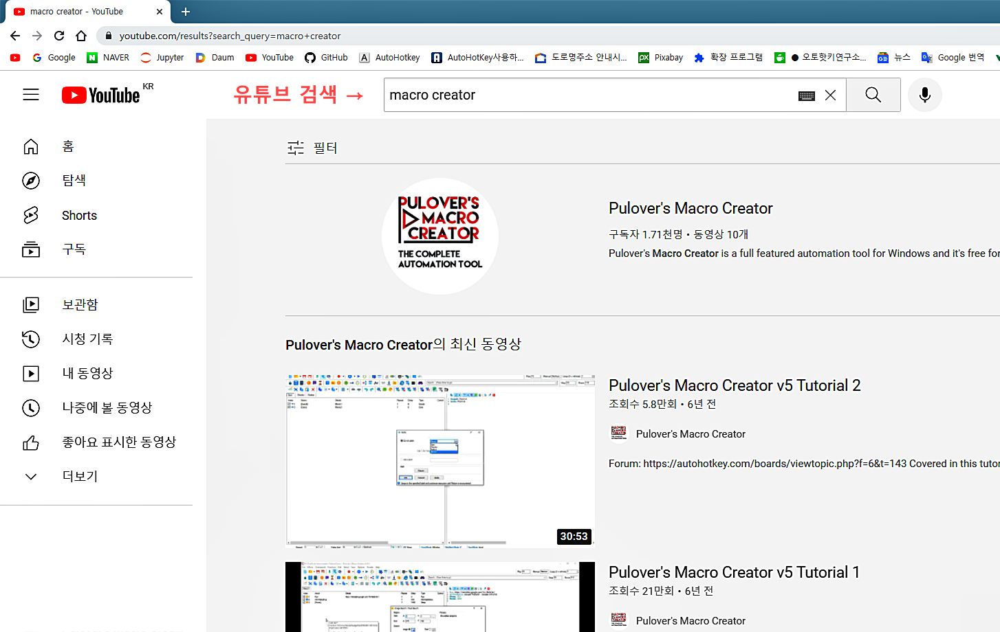 macro creator - YouTube
youtube.com/results?search_query=macro+creator
Google NAVER Jupyter Daum YouTube GitHub AutoHotkey AutoHotKey사용하... 도로명주소 안내시... Pixabay 확장 프로그램 ● 오토핫키연구소... 뉴스 Google 번역
YouTube KR
유튜브 검색 →
macro creator
홈
탐색
Shorts
구독
보관함
시청 기록
내 동영상
나중에 볼 동영상
좋아요 표시한 동영상
더보기
필터
PULOVER'S
MACRO
CREATOR
THE COMPLETE
AUTOMATION TOOL
Pulover's Macro Creator
구독자 1.71천명 • 동영상 10개
Pulover's Macro Creator is a full featured automation tool for Windows and it's free for
Pulover's Macro Creator의 최신 동영상
30:53
Pulover's Macro Creator v5 Tutorial 2
조회수 5.8만회 • 6년 전
Pulover's Macro Creator
Forum: https://autohotkey.com/boards/viewtopic.php?f=6&t=143 Covered in this tutor
Pulover's Macro Creator v5 Tutorial 1
조회수 21만회 • 6년 전
Pulover's Macro Creator